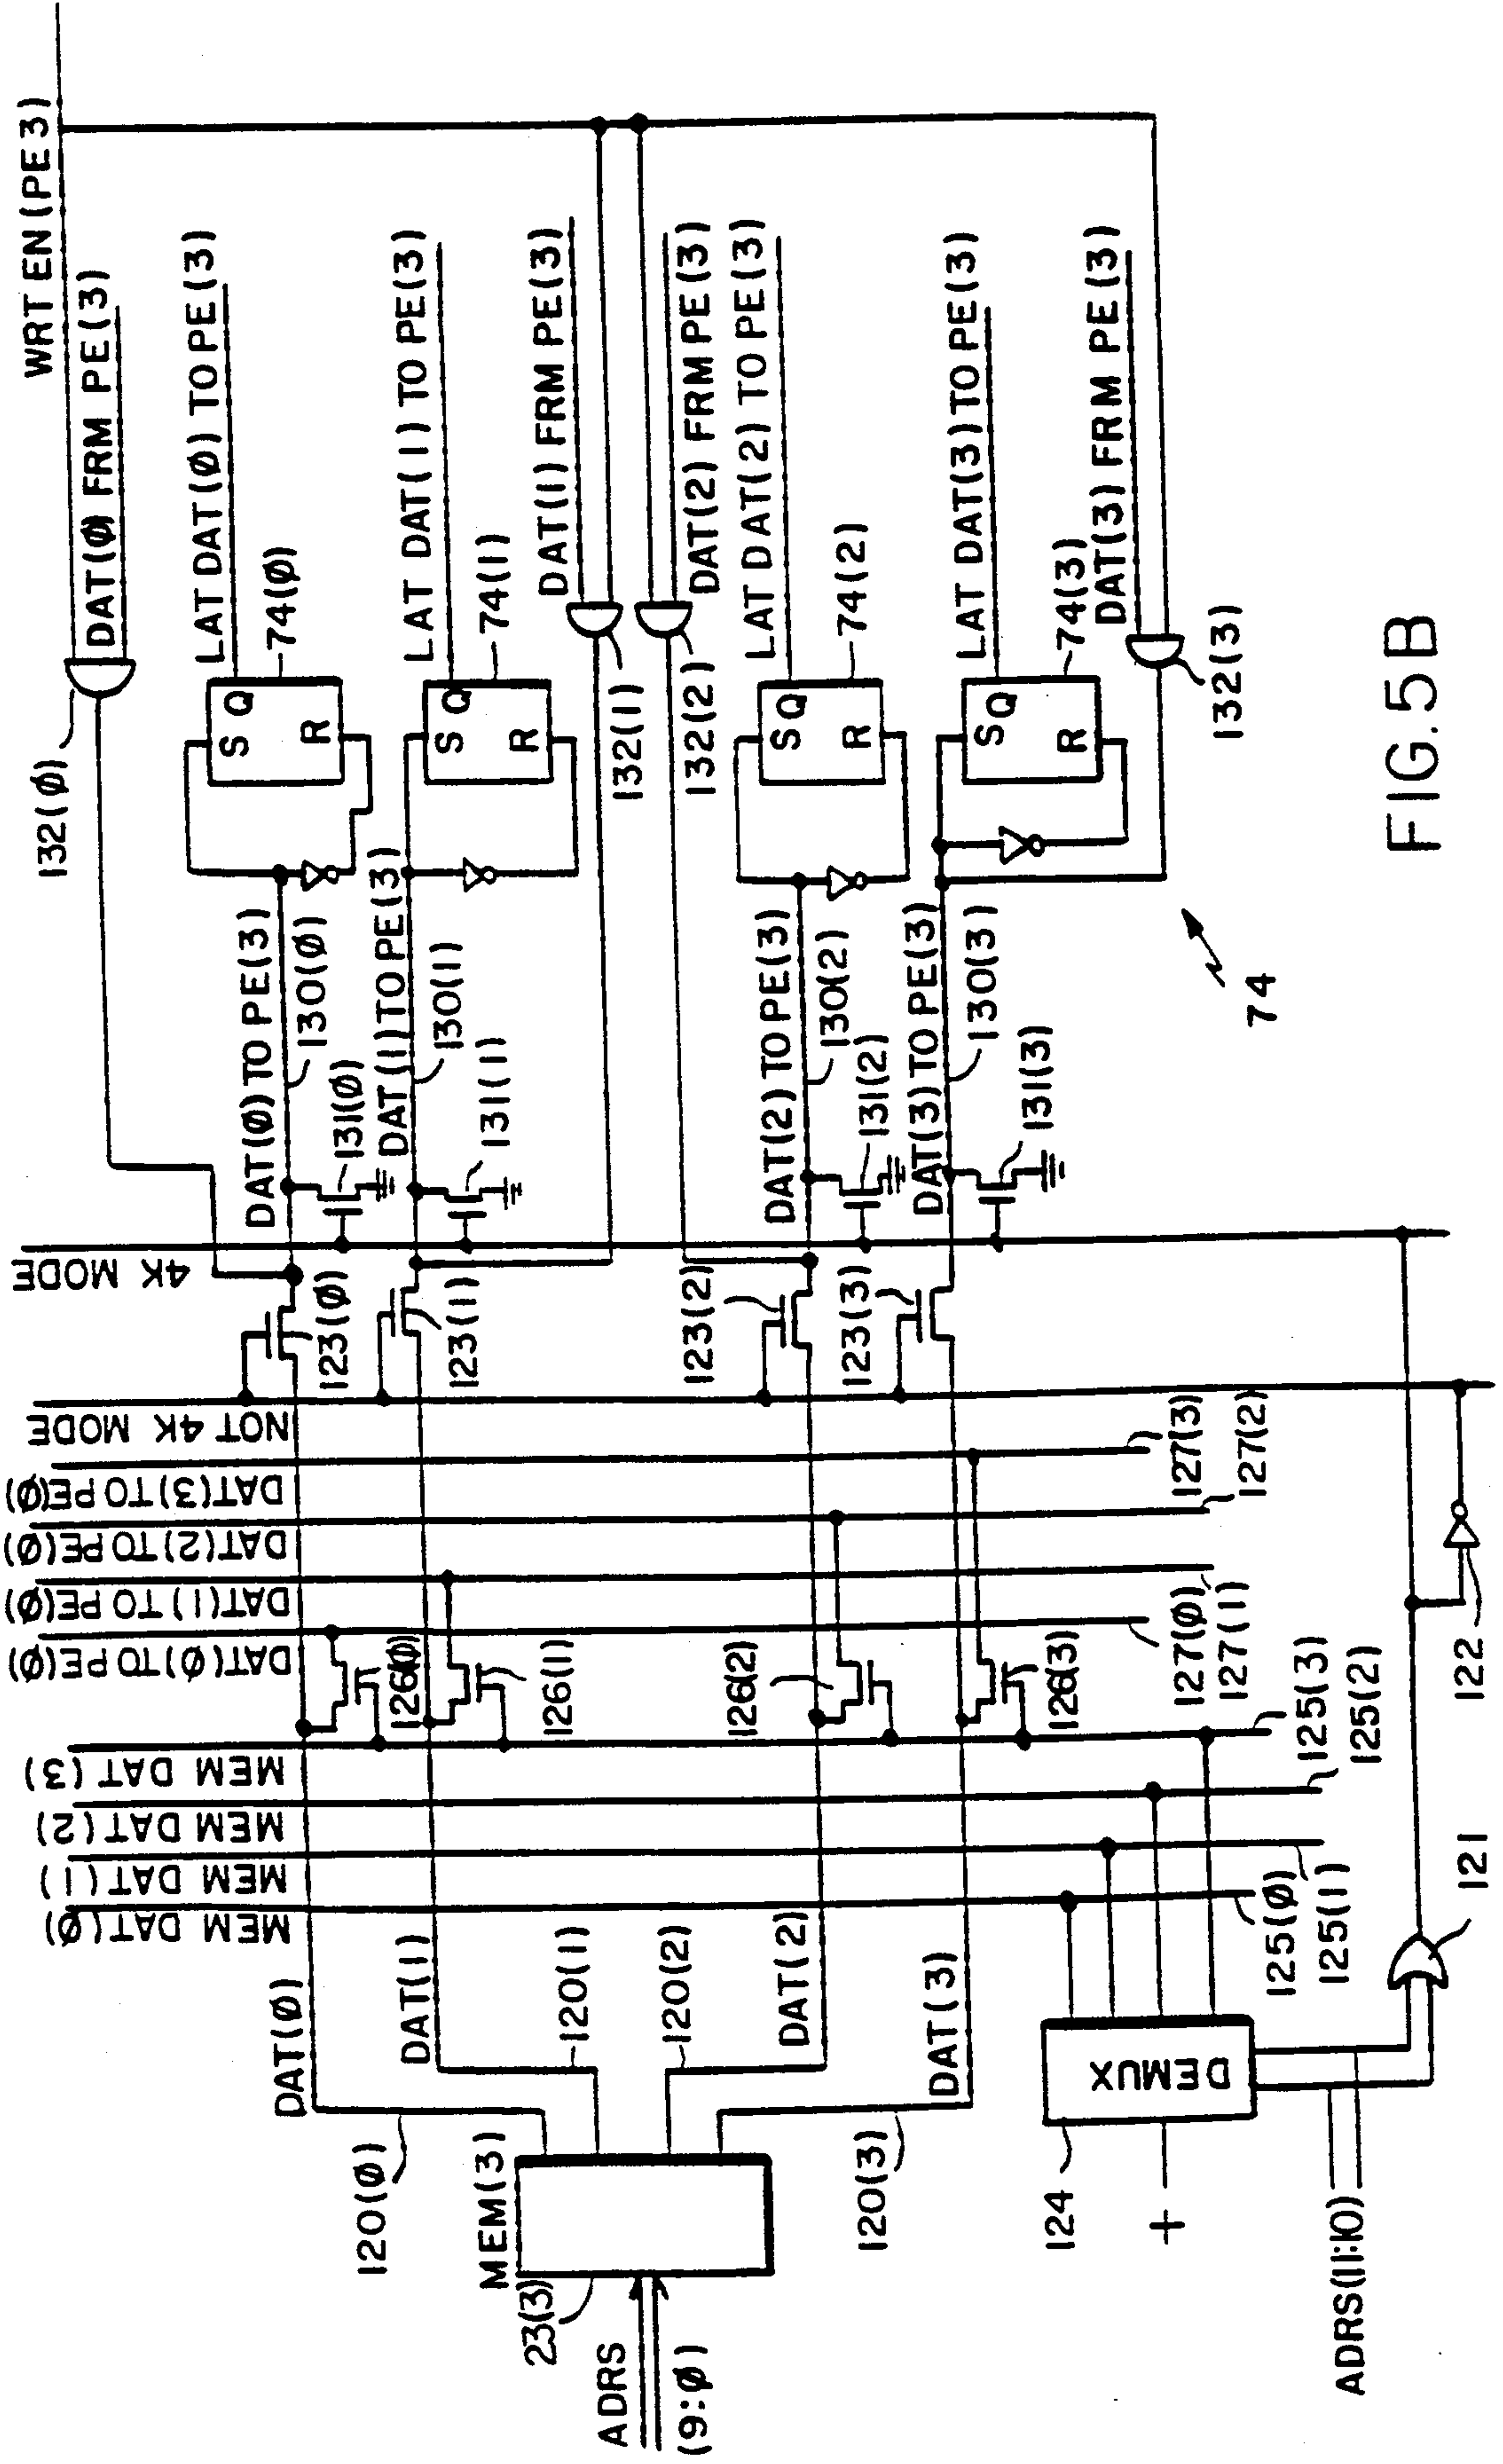 WRT EN (PE 3)
132(Ø)
DAT(Ø) FRM PE(3)
LAT DAT(Ø) TO PE(3)
S Q
R
74(Ø)
LAT DAT(1) TO PE(3)
S Q
R
74(1)
DAT(1) FRM PE(3)
132(1)
132(2)
DAT(2) FRM PE(3)
LAT DAT(2) TO PE(3)
S Q
R
74(2)
LAT DAT(3) TO PE(3)
S Q
R
74(3)
DAT(3) FRM PE(3)
132(3)
4K MODE
NOT 4K MODE
DAT(3) TO PE(Ø)
DAT(2) TO PE(Ø)
DAT(1) TO PE(Ø)
DAT(Ø) TO PE(Ø)
MEM DAT (3)
MEM DAT (2)
MEM DAT (1)
MEM DAT (Ø)
DAT(Ø) TO PE(3)
130(Ø)
131(Ø)
DAT(1) TO PE(3)
130(1)
131(1)
DAT(2) TO PE(3)
130(2)
131(2)
DAT(3) TO PE(3)
130(3)
131(3)
74
123(Ø)
123(1)
123(2)
123(3)
127(3)
127(2)
127(Ø)
127(1)
126(Ø)
126(1)
126(2)
126(3)
125(3)
125(2)
125(Ø)
125(1)
122
121
DAT(Ø)
DAT(1)
120(1)
120(2)
DAT(2)
DAT(3)
120(Ø)
MEM(3)
23(3)
120(3)
ADRS
(9:Ø)
DEMUX
124
+
ADRS(11:10)
FIG. 5B